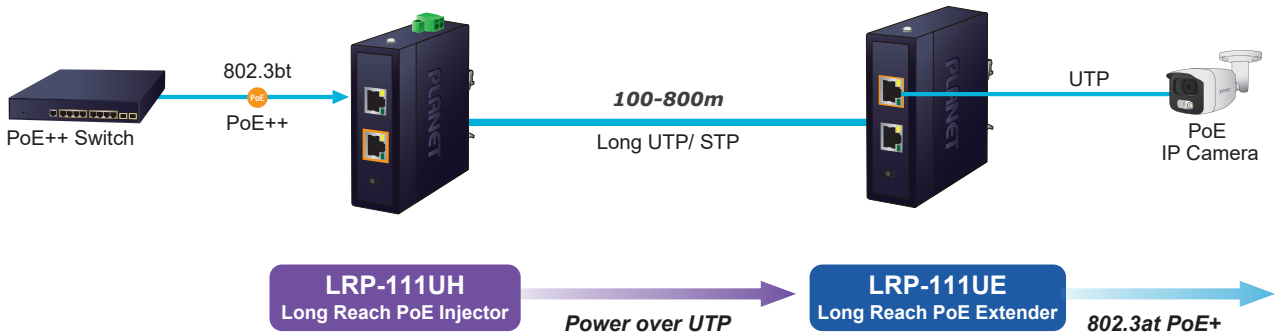 802.3bt
PoE
PoE++
PoE++ Switch
PLANET
100-800m
Long UTP/ STP
PLANET
UTP
PoE
IP Camera
LRP-111UH
Long Reach PoE Injector
Power over UTP
LRP-111UE
Long Reach PoE Extender
802.3at PoE+